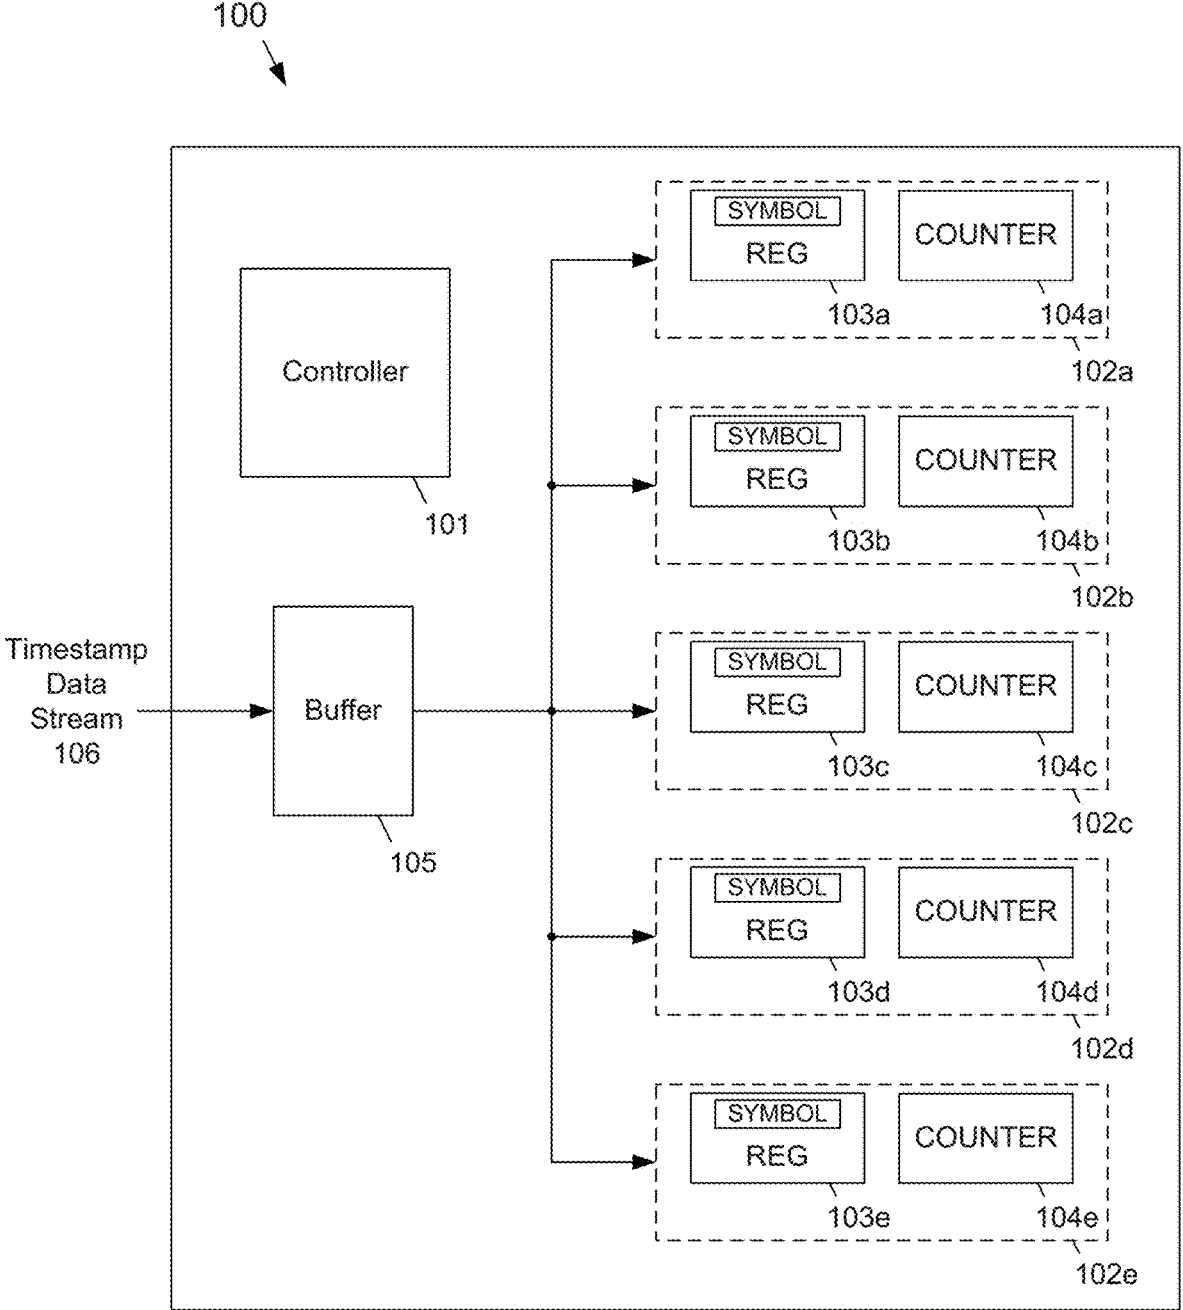 100
SYMBOL
REG
COUNTER
103a
104a
102a
Controller
101
SYMBOL
REG
COUNTER
103b
104b
102b
Timestamp
Data
Stream
106
Buffer
105
SYMBOL
REG
COUNTER
103c
104c
102c
SYMBOL
REG
COUNTER
103d
104d
102d
SYMBOL
REG
COUNTER
103e
104e
102e